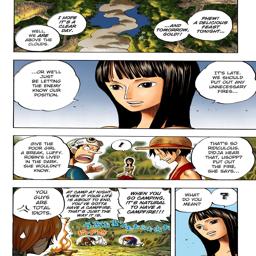 PHEW!
A DELICIOUS
FEAST
TONIGHT...
...AND
TOMORROW,
GOLD!!
I HOPE
IT'S A
CLEAR
DAY.
WELL,
WE ARE
ABOVE THE
CLOUDS.
IT'S LATE.
WE SHOULD
PUT OUT ANY
UNNECESSARY
FIRES...
...OR WE'LL
JUST BE
LETTING THE
ENEMY KNOW
OUR
POSITION.
THAT'S SO
RIDICULOUS.
DIDJA HEAR
THAT, USOPP?
PUT OUT
THE FIRE,
SHE SAYS...
GIVE THE
POOR GIRL
A BREAK, LUFFY.
ROBIN'S LIVED
IN THE DARK.
SHE WOULDN'T
KNOW.
WHAT
DO YOU
MEAN?
WHEN YOU
GO CAMPING,
IT'S NATURAL
TO HAVE A
CAMPFIRE!!!
AT CAMP AT NIGHT
EVEN IF YOUR LIFE
IS ABOUT TO END,
YOU'VE GOTTA
HAVE A CAMPFIRE.
THAT'S JUST THE
WAY IT IS.
YOU
GUYS
ARE
TOTAL
IDIOTS.